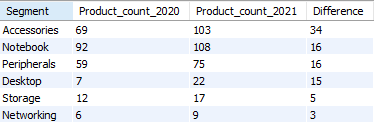 Segment Product_count_2020 Product_count_2021 Difference
Accessories 69 103 34
Notebook 92 108 16
Peripherals 59 75 16
Desktop 7 22 15
Storage 12 17 5
Networking 6 9 3